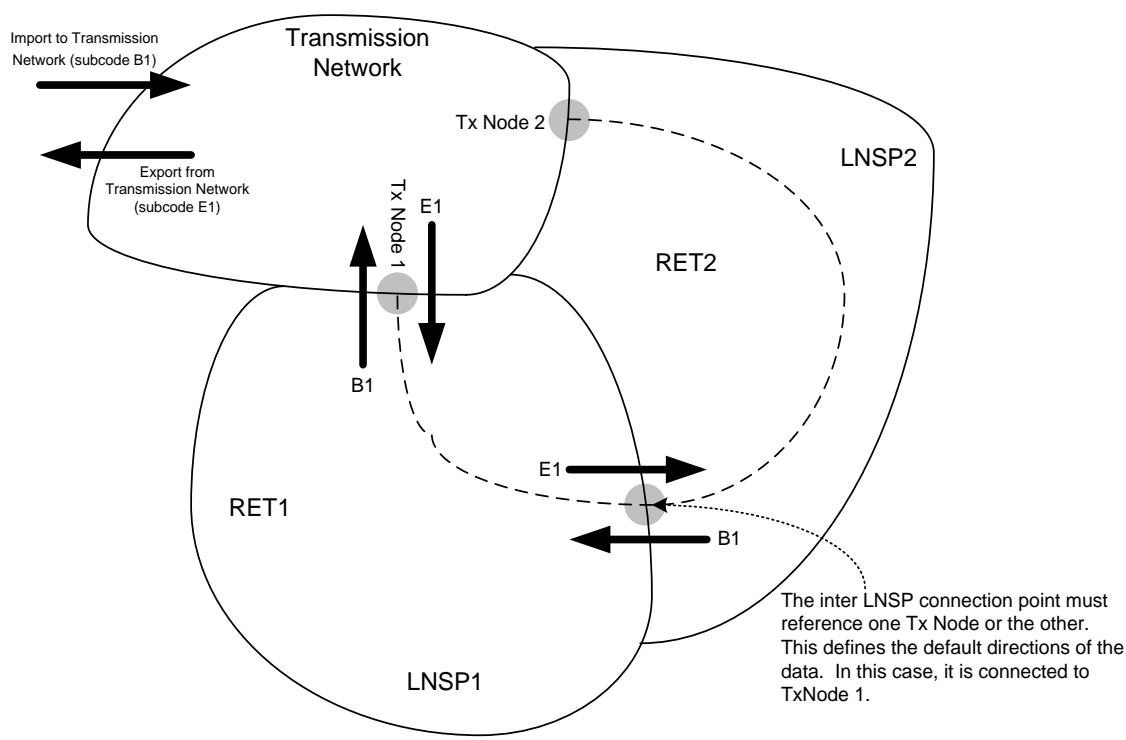 Import to Transmission
Network (subcode B1)
Transmission
Network
Tx Node 2
LNSP2
Export from
Transmission Network
(subcode E1)
Tx Node 1
E1
RET2
B1
E1
RET1
B1
The inter LNSP connection point must
reference one Tx Node or the other.
This defines the default directions of the
data. In this case, it is connected to
TxNode 1.
LNSP1